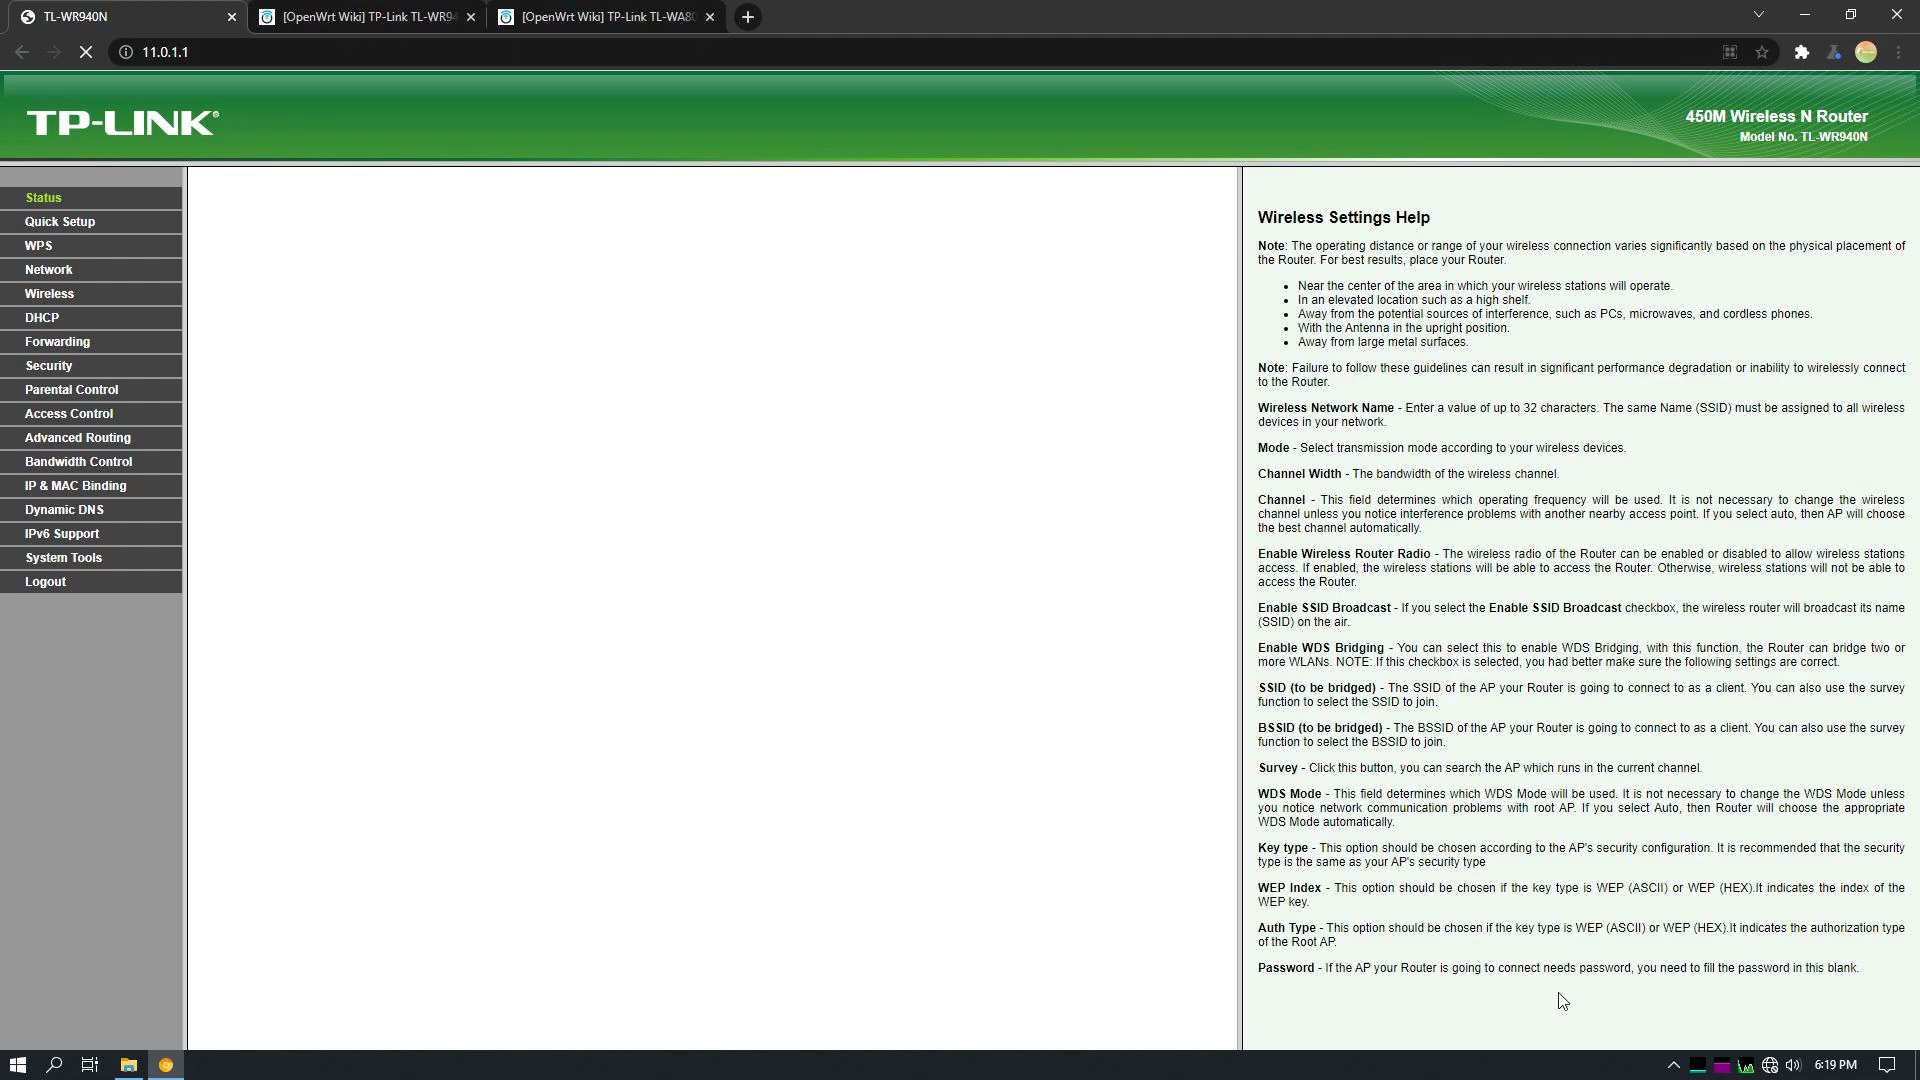 TL-WR940N
[OpenWrt Wiki] TP-Link TL-WR94
[OpenWrt Wiki] TP-Link TL-WA80
11.0.1.1
TP-LINK®
450M Wireless N Router
Model No. TL-WR940N
Status
Quick Setup
WPS
Network
Wireless
DHCP
Forwarding
Security
Parental Control
Access Control
Advanced Routing
Bandwidth Control
IP & MAC Binding
Dynamic DNS
IPv6 Support
System Tools
Logout
Wireless Settings Help
Note: The operating distance or range of your wireless connection varies significantly based on the physical placement of
the Router. For best results, place your Router.
• Near the center of the area in which your wireless stations will operate.
• In an elevated location such as a high shelf.
• Away from the potential sources of interference, such as PCs, microwaves, and cordless phones.
• With the Antenna in the upright position.
• Away from large metal surfaces.
Note: Failure to follow these guidelines can result in significant performance degradation or inability to wirelessly connect
to the Router.
Wireless Network Name - Enter a value of up to 32 characters. The same Name (SSID) must be assigned to all wireless
devices in your network.
Mode - Select transmission mode according to your wireless devices.
Channel Width - The bandwidth of the wireless channel.
Channel - This field determines which operating frequency will be used. It is not necessary to change the wireless
channel unless you notice interference problems with another nearby access point. If you select auto, then AP will choose
the best channel automatically.
Enable Wireless Router Radio - The wireless radio of the Router can be enabled or disabled to allow wireless stations
access. If enabled, the wireless stations will be able to access the Router. Otherwise, wireless stations will not be able to
access the Router.
Enable SSID Broadcast - If you select the Enable SSID Broadcast checkbox, the wireless router will broadcast its name
(SSID) on the air.
Enable WDS Bridging - You can select this to enable WDS Bridging, with this function, the Router can bridge two or
more WLANs. NOTE: If this checkbox is selected, you had better make sure the following settings are correct.
SSID (to be bridged) - The SSID of the AP your Router is going to connect to as a client. You can also use the survey
function to select the SSID to join.
BSSID (to be bridged) - The BSSID of the AP your Router is going to connect to as a client. You can also use the survey
function to select the BSSID to join.
Survey - Click this button, you can search the AP which runs in the current channel.
WDS Mode - This field determines which WDS Mode will be used. It is not necessary to change the WDS Mode unless
you notice network communication problems with root AP. If you select Auto, then Router will choose the appropriate
WDS Mode automatically.
Key type - This option should be chosen according to the AP's security configuration. It is recommended that the security
type is the same as your AP's security type
WEP Index - This option should be chosen if the key type is WEP (ASCII) or WEP (HEX).It indicates the index of the
WEP key.
Auth Type - This option should be chosen if the key type is WEP (ASCII) or WEP (HEX).It indicates the authorization type
of the Root AP.
Password - If the AP your Router is going to connect needs password, you need to fill the password in this blank.
6:19 PM